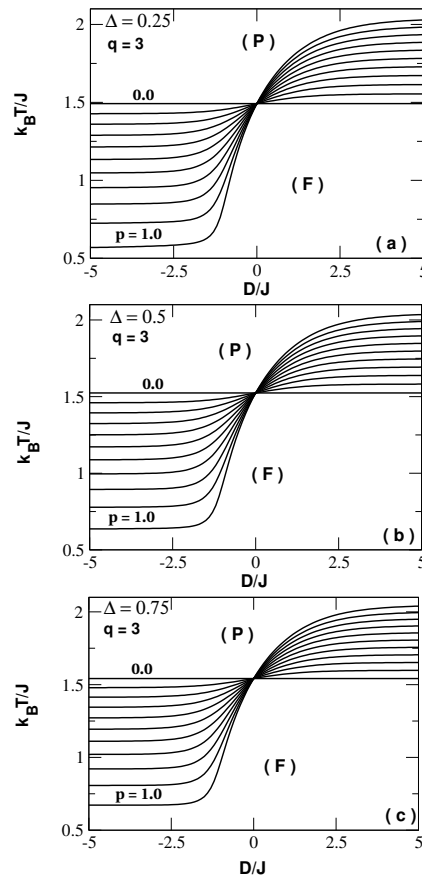 Δ = 0.25
q = 3
( P )
0.0
( F )
p = 1.0
( a )
2
1.5
1
0.5
-5
-2.5
0
2.5
5
k_BT/J
D/J
Δ = 0.5
q = 3
( P )
0.0
( F )
p = 1.0
( b )
2
1.5
1
0.5
-5
-2.5
0
2.5
5
k_BT/J
D/J
Δ = 0.75
q = 3
( P )
0.0
( F )
p = 1.0
( c )
2
1.5
1
0.5
-5
-2.5
0
2.5
5
k_BT/J
D/J